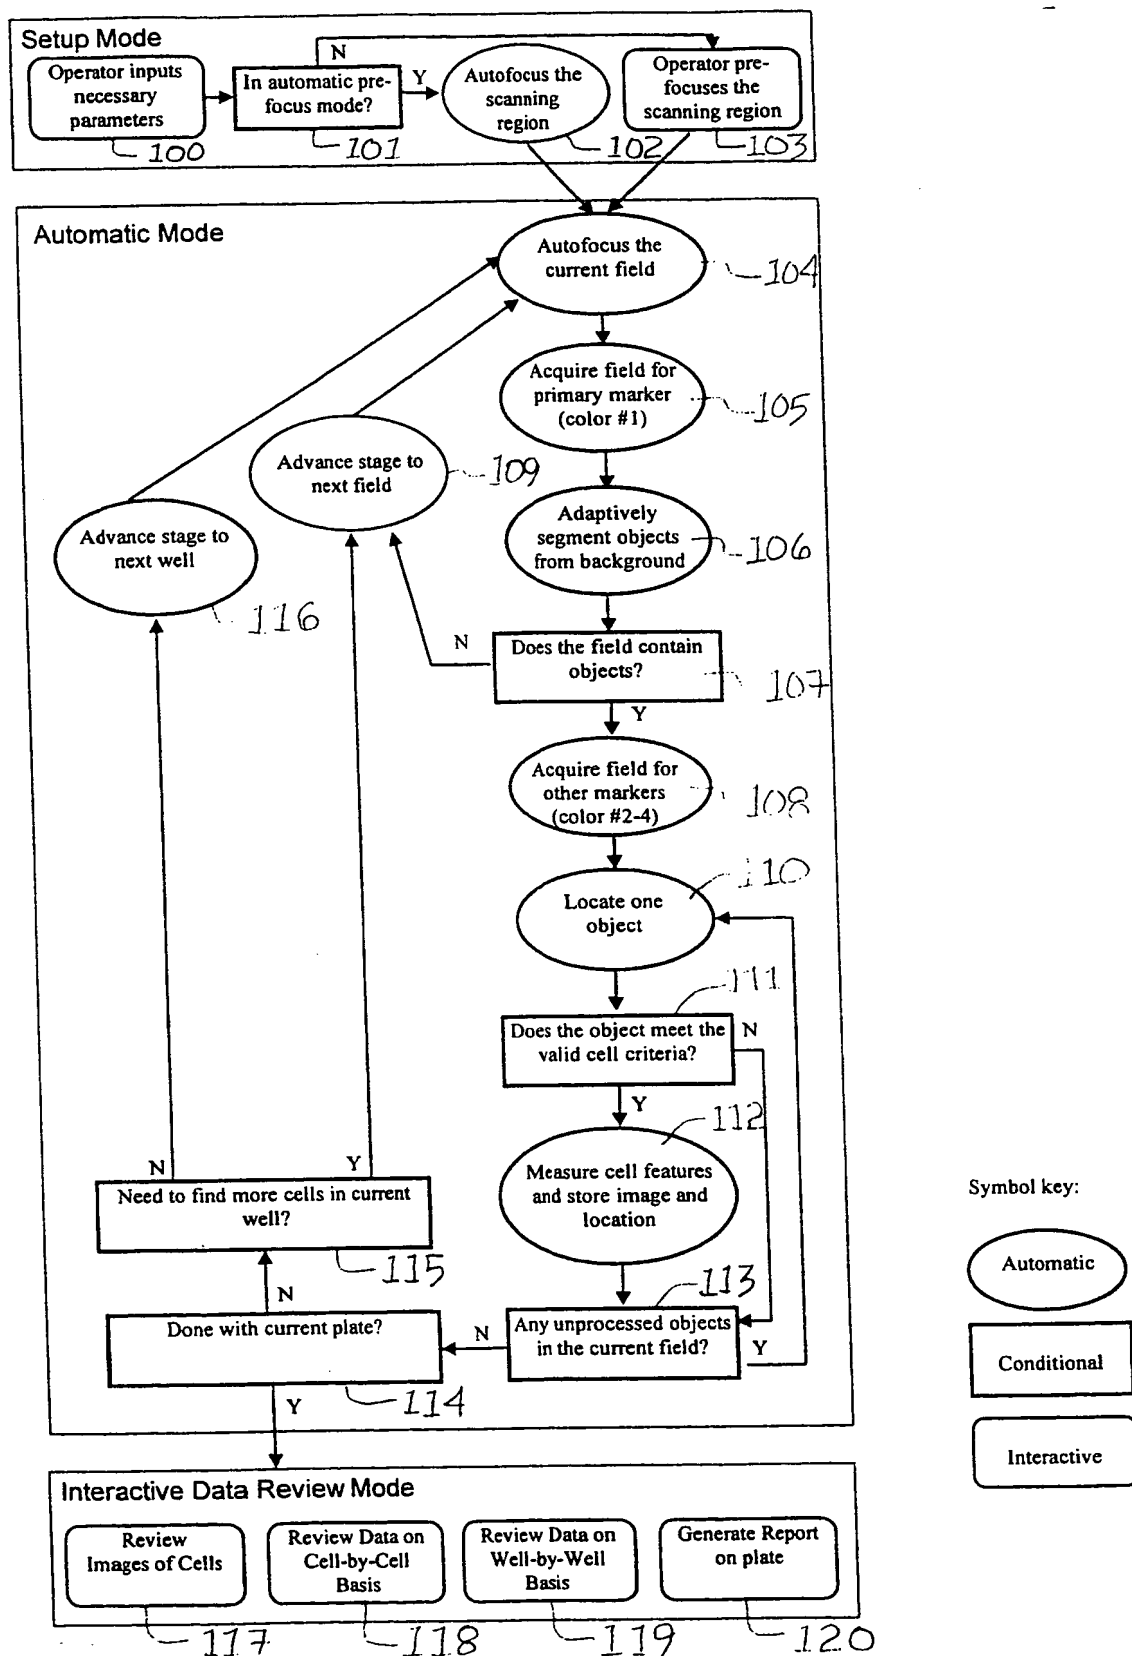 Setup Mode
N
Operator inputs
necessary
parameters
In automatic pre-
focus mode?
Y
Autofocus the
scanning
region
Operator pre-
focuses the
scanning region
100
101
102
103
Automatic Mode
Autofocus the
current field
104
Acquire field for
primary marker
(color #1)
105
Advance stage to
next field
109
Advance stage to
next well
116
Adaptively
segment objects
from background
106
N
Does the field contain
objects?
107
Y
Acquire field for
other markers
(color #2-4)
108
110
Locate one
object
111
Does the object meet the
valid cell criteria?
N
Y
112
Measure cell features
and store image and
location
N
Y
Need to find more cells in current
well?
115
113
N
Done with current plate?
N
Any unprocessed objects
in the current field?
Y
114
Y
Symbol key:
Automatic
Conditional
Interactive
Interactive Data Review Mode
Review
Images of Cells
Review Data on
Cell-by-Cell
Basis
Review Data on
Well-by-Well
Basis
Generate Report
on plate
117
118
119
120